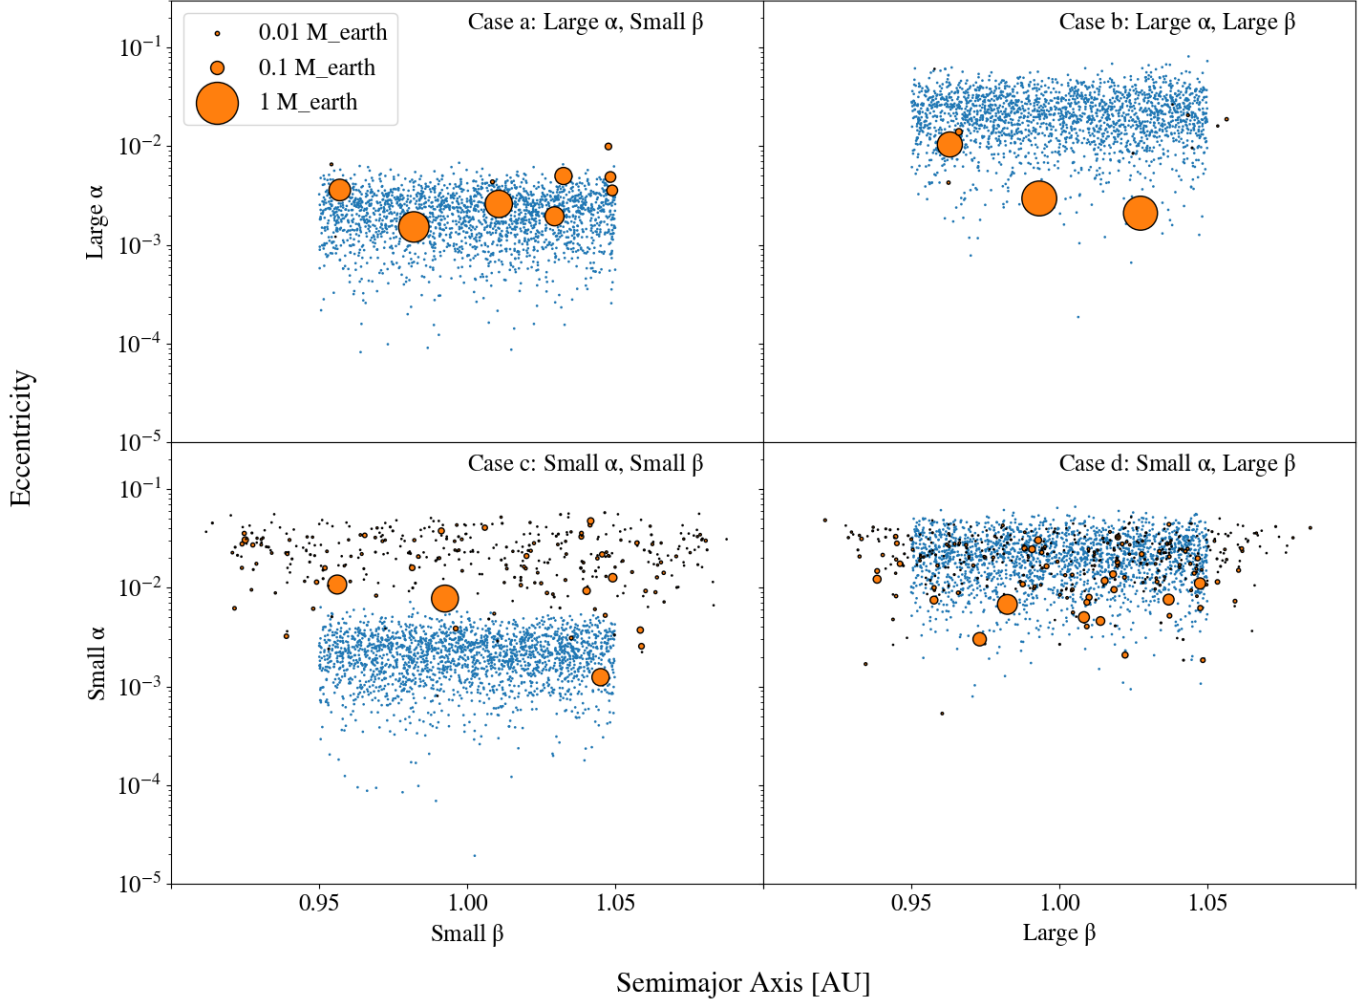 Case a: Large α, Small β
Case b: Large α, Large β
0.01 M_earth
0.1 M_earth
1 M_earth
10⁻¹
10⁻²
10⁻³
10⁻⁴
10⁻⁵
Large α
Eccentricity
Case c: Small α, Small β
Case d: Small α, Large β
10⁻¹
10⁻²
10⁻³
10⁻⁴
10⁻⁵
Small α
0.95 1.00 1.05
0.95 1.00 1.05
Small β
Large β
Semimajor Axis [AU]